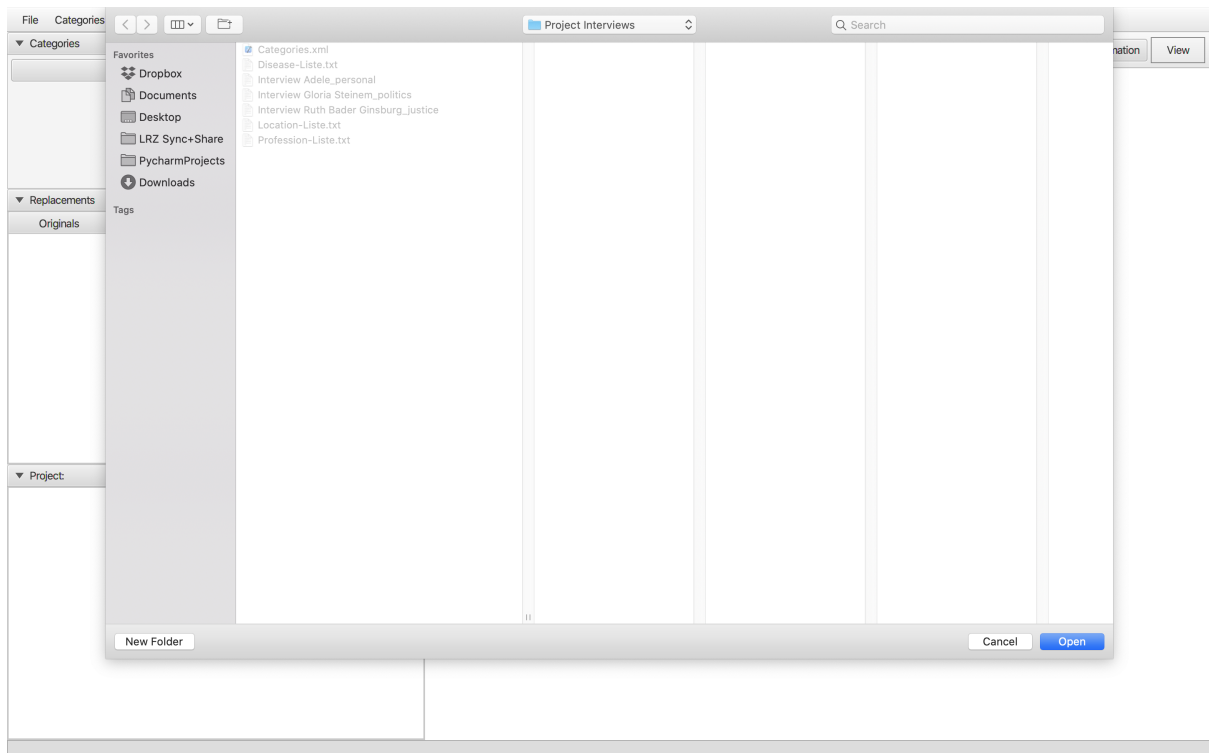 File Categories
Project Interviews
Search
Categories
mation View
Favorites
Dropbox
Documents
Desktop
LRZ Sync+Share
PycharmProjects
Downloads
Tags
Categories.xml
Disease-Liste.txt
Interview Adele_personal
Interview Gloria Steinem_politics
Interview Ruth Bader Ginsburg_justice
Location-Liste.txt
Profession-Liste.txt
Replacements
Originals
Project:
New Folder
Cancel Open